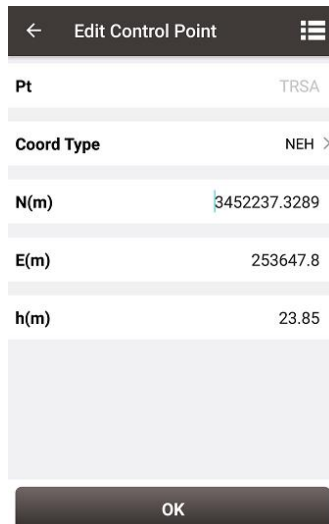 Edit Control Point
Pt TRSA
Coord Type NEH
N(m) 3452237.3289
E(m) 253647.8
h(m) 23.85
OK